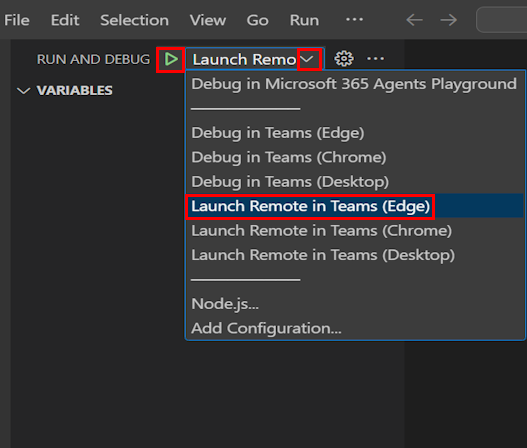 File Edit Selection View Go Run ...
RUN AND DEBUG Launch Remo ...
VARIABLES
Debug in Microsoft 365 Agents Playground
Debug in Teams (Edge)
Debug in Teams (Chrome)
Debug in Teams (Desktop)
Launch Remote in Teams (Edge)
Launch Remote in Teams (Chrome)
Launch Remote in Teams (Desktop)
Node.js...
Add Configuration...